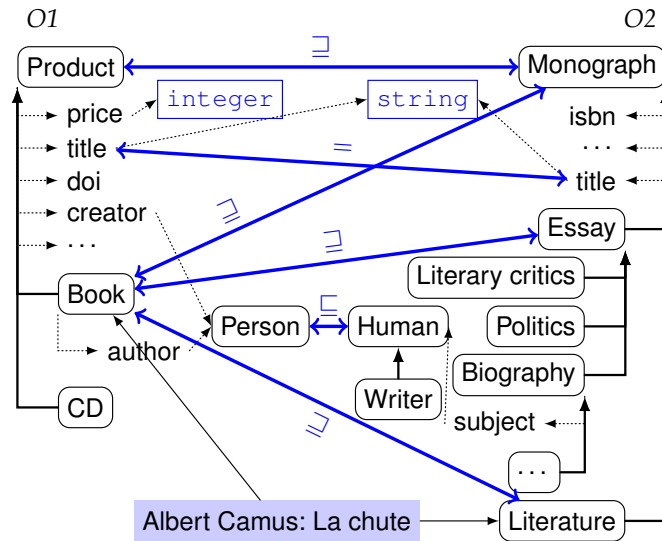 O1 O2
⊒
Product Monograph
price integer string isbn
title = ···
doi title
creator ⊒
··· ⊒ Essay
Literary critics
Book ⊑
Person Human Politics
author
Biography
CD Writer
⊒ subject
···
Albert Camus: La chute Literature